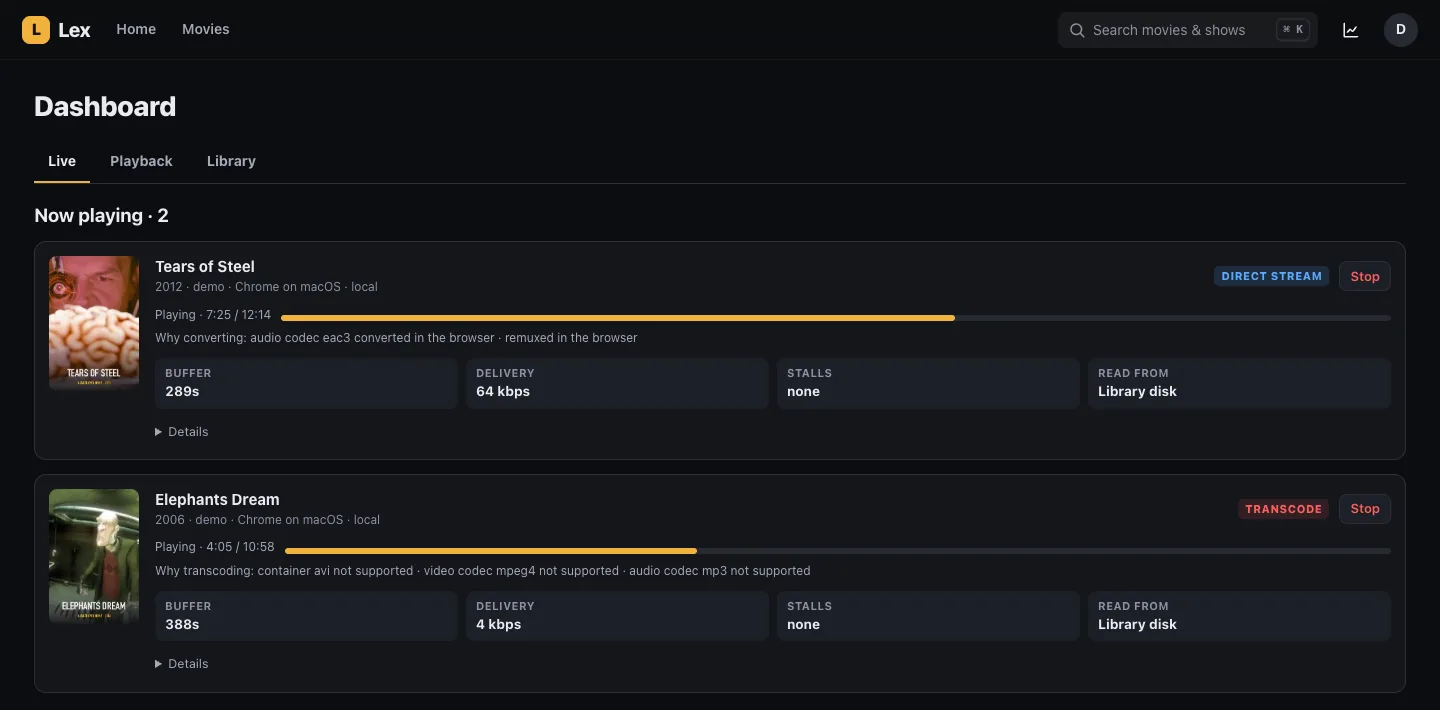 L Lex Home Movies Search movies & shows ⌘ K D
Dashboard
Live Playback Library
Now playing · 2
Tears of Steel
2012 · demo · Chrome on macOS · local
DIRECT STREAM Stop
Playing · 7:25 / 12:14
Why converting: audio codec eac3 converted in the browser · remuxed in the browser
BUFFER DELIVERY STALLS READ FROM
289s 64 kbps none Library disk
TEARS OF STEEL
▶ Details
Elephants Dream
2006 · demo · Chrome on macOS · local
TRANSCODE Stop
Playing · 4:05 / 10:58
Why transcoding: container avi not supported · video codec mpeg4 not supported · audio codec mp3 not supported
BUFFER DELIVERY STALLS READ FROM
388s 4 kbps none Library disk
ELEPHANTS DREAM
▶ Details